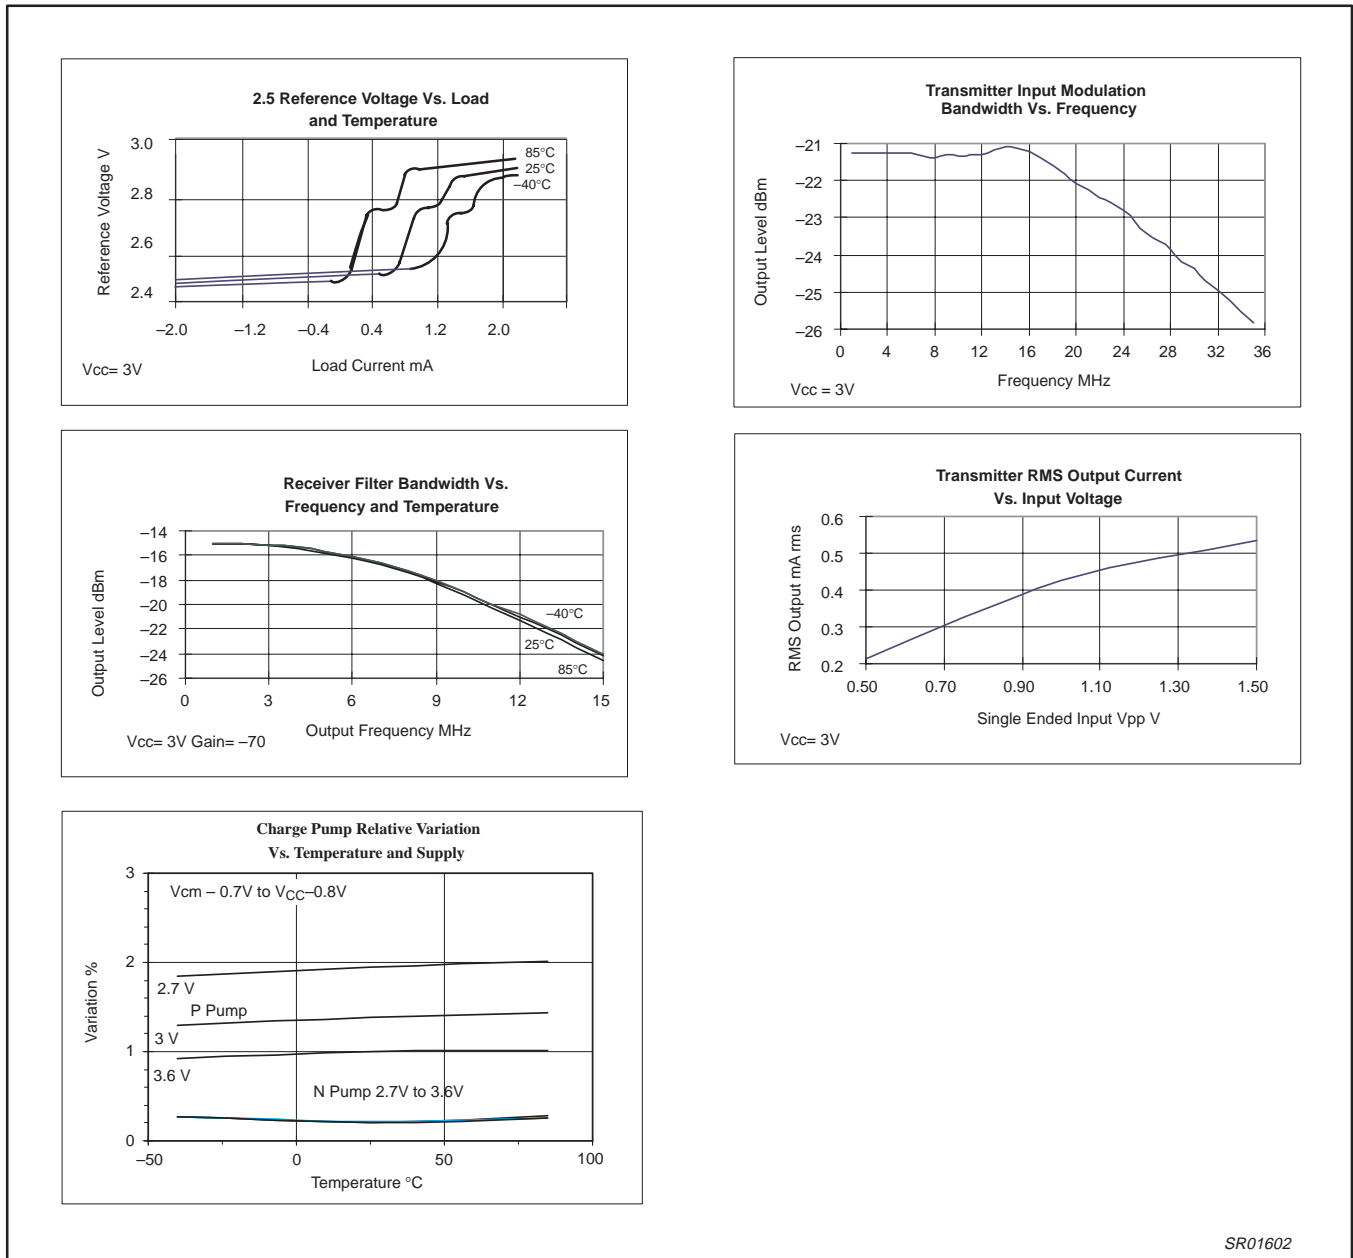 2.5 Reference Voltage Vs. Load
and Temperature
Reference Voltage V
3.0
2.8
2.6
2.4
85°C
25°C
–40°C
–2.0 –1.2 –0.4 0.4 1.2 2.0
Load Current mA
Vcc= 3V
Transmitter Input Modulation
Bandwidth Vs. Frequency
Output Level dBm
–21
–22
–23
–24
–25
–26
0 4 8 12 16 20 24 28 32 36
Frequency MHz
Vcc = 3V
Receiver Filter Bandwidth Vs.
Frequency and Temperature
Output Level dBm
–14
–16
–18
–20
–22
–24
–26
–40°C
25°C
85°C
0 3 6 9 12 15
Output Frequency MHz
Vcc= 3V Gain= –70
Transmitter RMS Output Current
Vs. Input Voltage
RMS Output mA rms
0.6
0.5
0.4
0.3
0.2
0.50 0.70 0.90 1.10 1.30 1.50
Single Ended Input Vpp V
Vcc= 3V
Charge Pump Relative Variation
Vs. Temperature and Supply
Variation %
3
2
1
0
Vcm – 0.7V to VCC–0.8V
2.7 V
P Pump
3 V
3.6 V
N Pump 2.7V to 3.6V
–50 0 50 100
Temperature °C
SR01602